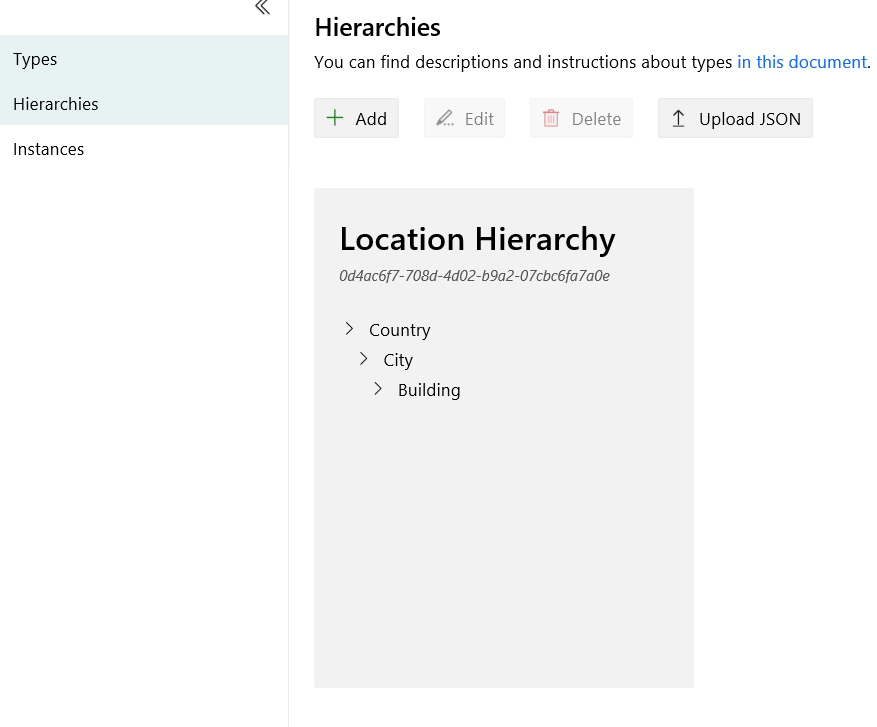 Types
Hierarchies
Instances
Hierarchies
You can find descriptions and instructions about types in this document.
Add
Edit
Delete
Upload JSON
Location Hierarchy
0d4ac6f7-708d-4d02-b9a2-07cbc6fa7a0e
Country
City
Building